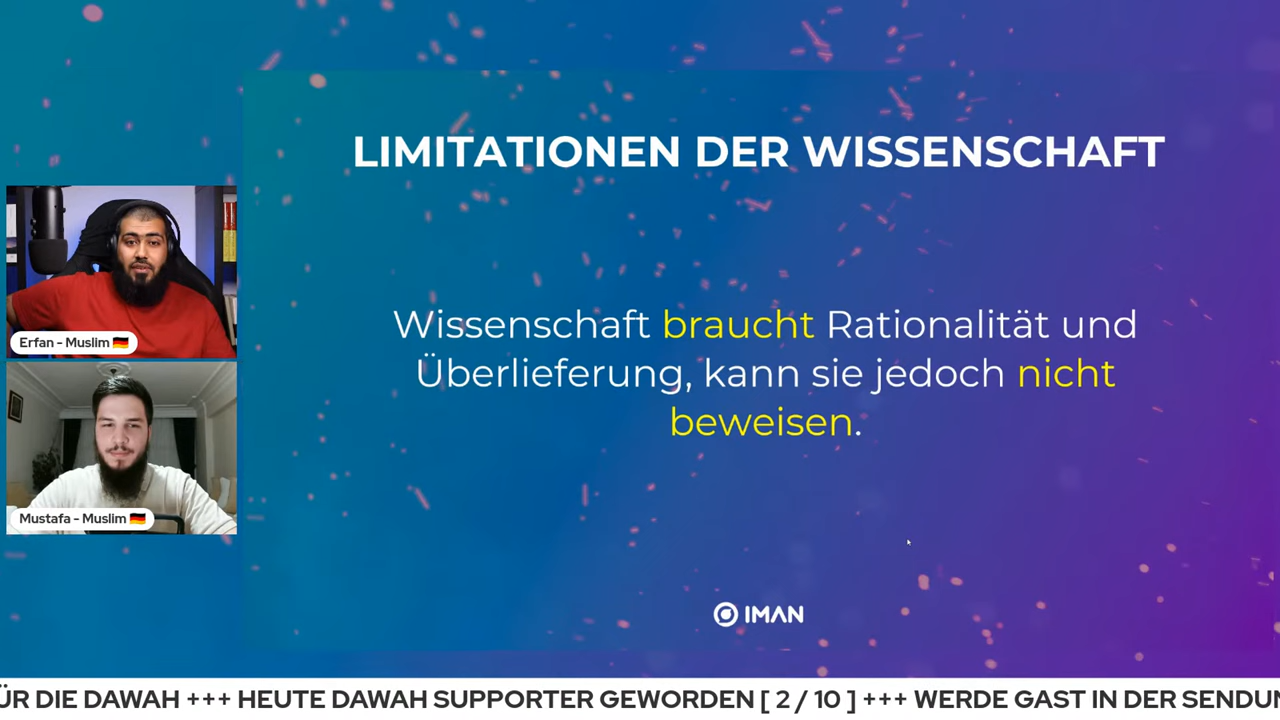 LIMITATIONEN DER WISSENSCHAFT
Wissenschaft braucht Rationalität und
Überlieferung, kann sie jedoch nicht
beweisen.
Erfan - Muslim 🇩🇪
Mustafa - Muslim 🇩🇪
IMAN
ÜR DIE DAWAH +++ HEUTE DAWAH SUPPORTER GEWORDEN [ 2 / 10 ] +++ WERDE GAST IN DER SENDUN